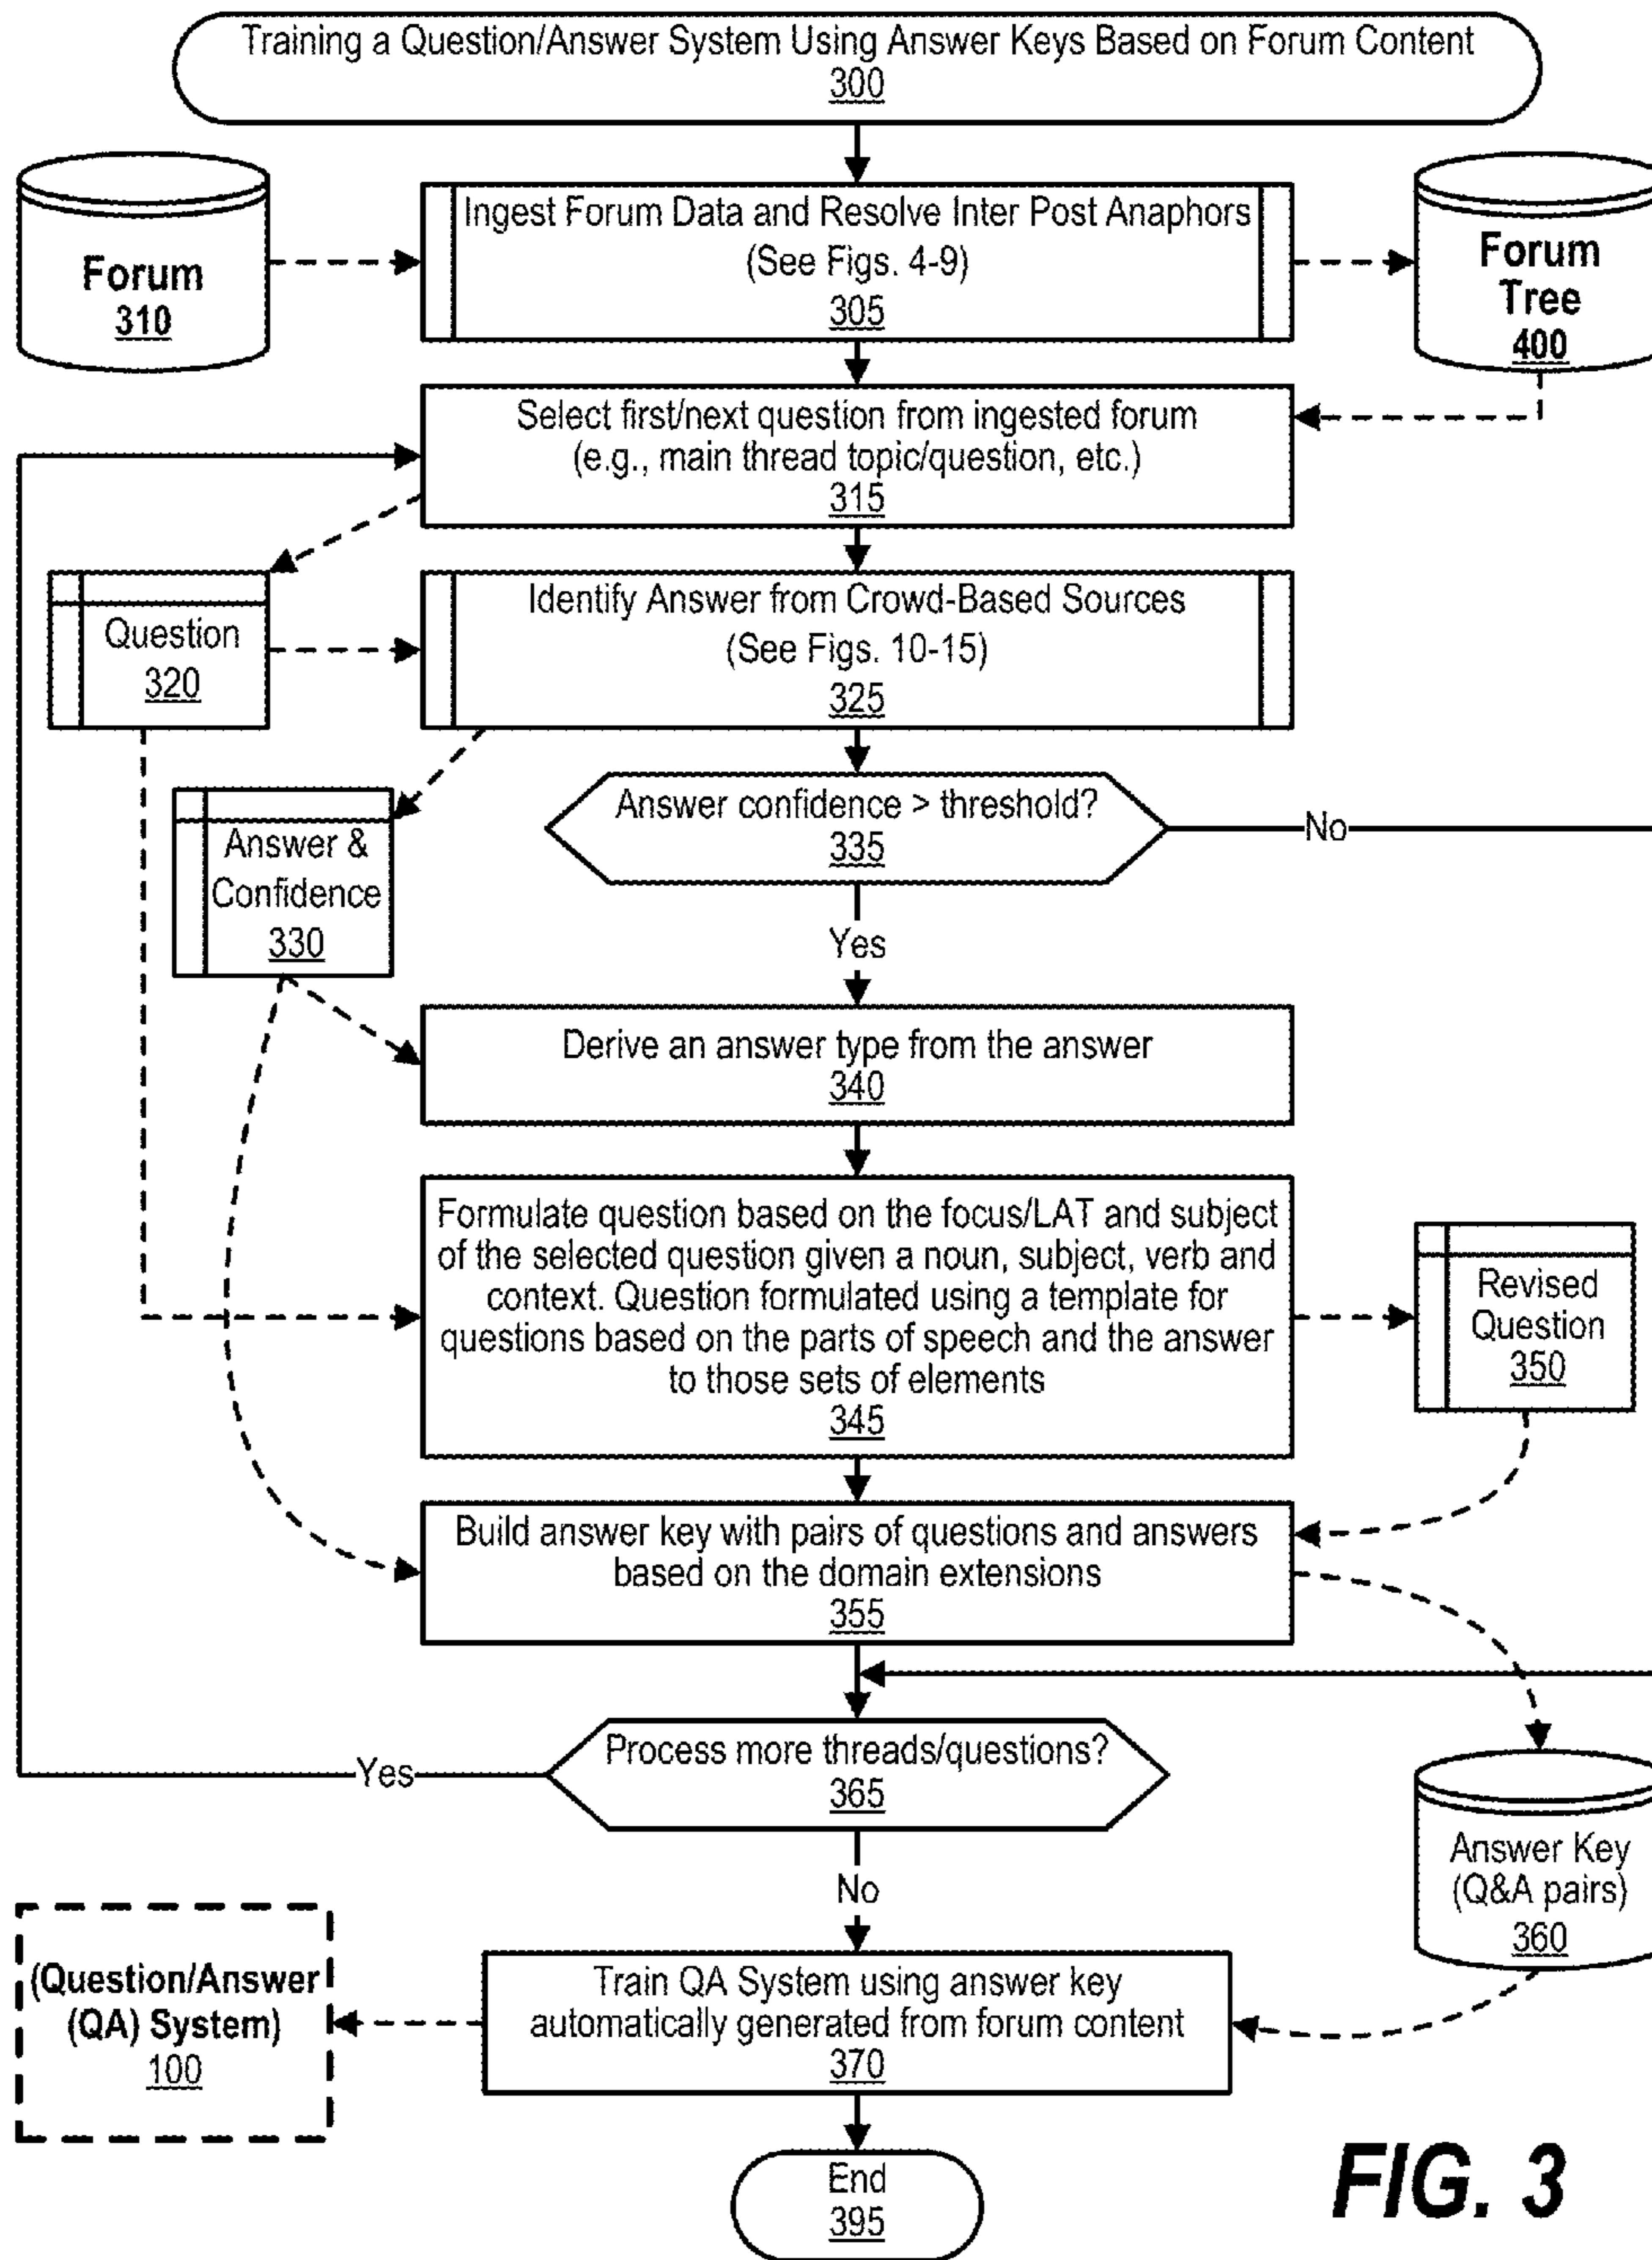 Training a Question/Answer System Using Answer Keys Based on Forum Content
300
Forum
310
Ingest Forum Data and Resolve Inter Post Anaphors
(See Figs. 4-9)
305
Forum
Tree
400
Select first/next question from ingested forum
(e.g., main thread topic/question, etc.)
315
Question
320
Identify Answer from Crowd-Based Sources
(See Figs. 10-15)
325
Answer confidence > threshold?
335
No
Answer &
Confidence
330
Yes
Derive an answer type from the answer
340
Formulate question based on the focus/LAT and subject
of the selected question given a noun, subject, verb and
context. Question formulated using a template for
questions based on the parts of speech and the answer
to those sets of elements
345
Revised
Question
350
Build answer key with pairs of questions and answers
based on the domain extensions
355
Process more threads/questions?
365
Yes
No
Answer Key
(Q&A pairs)
360
(Question/Answer
(QA) System)
100
Train QA System using answer key
automatically generated from forum content
370
End
395
FIG. 3